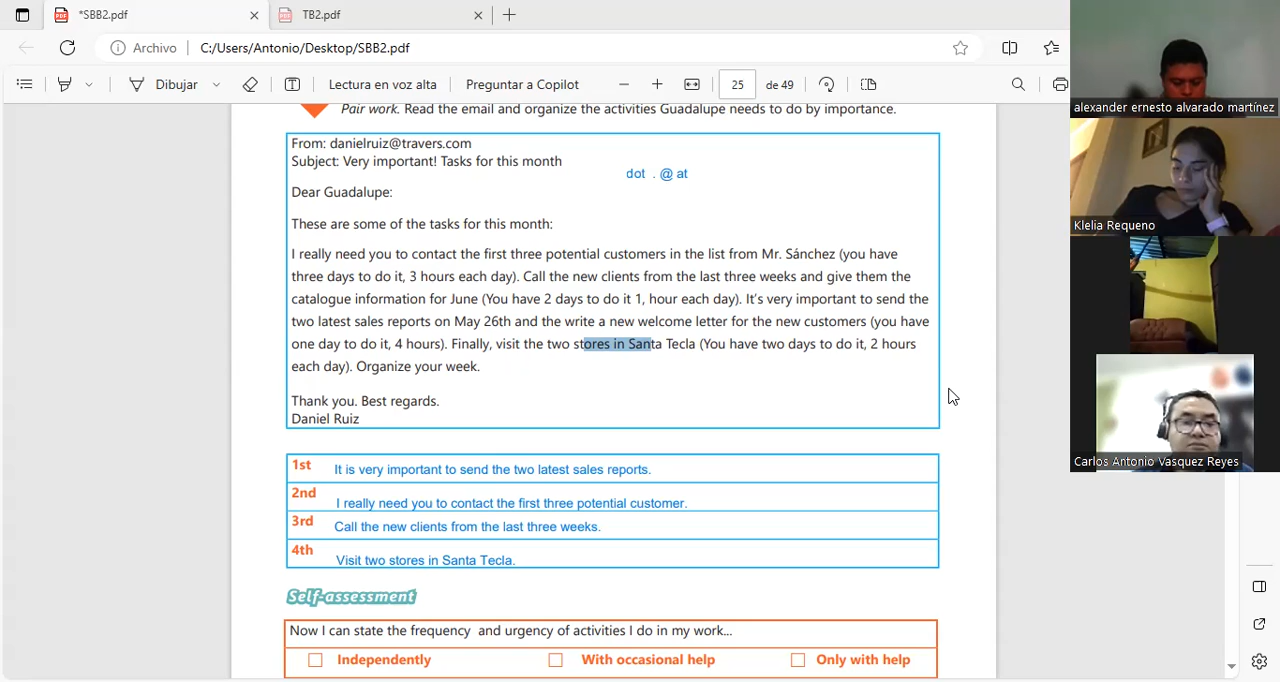 *SBB2.pdf
TB2.pdf
Archivo
C:/Users/Antonio/Desktop/SBB2.pdf
Dibujar
Lectura en voz alta
Preguntar a Copilot
25
de 49
Pair work. Read the email and organize the activities Guadalupe needs to do by importance.
From: danielruiz@travers.com
Subject: Very important! Tasks for this month
dot . @ at
Dear Guadalupe:
These are some of the tasks for this month:
I really need you to contact the first three potential customers in the list from Mr. Sánchez (you have
three days to do it, 3 hours each day). Call the new clients from the last three weeks and give them the
catalogue information for June (You have 2 days to do it 1, hour each day). It's very important to send the
two latest sales reports on May 26th and the write a new welcome letter for the new customers (you have
one day to do it, 4 hours). Finally, visit the two stores in Santa Tecla (You have two days to do it, 2 hours
each day). Organize your week.
Thank you. Best regards.
Daniel Ruiz
1st It is very important to send the two latest sales reports.
2nd I really need you to contact the first three potential customer.
3rd Call the new clients from the last three weeks.
4th Visit two stores in Santa Tecla.
Self-assessment
Now I can state the frequency and urgency of activities I do in my work...
Independently
With occasional help
Only with help
alexander ernesto alvarado martínez
Klelia Requeno
Carlos Antonio Vasquez Reyes